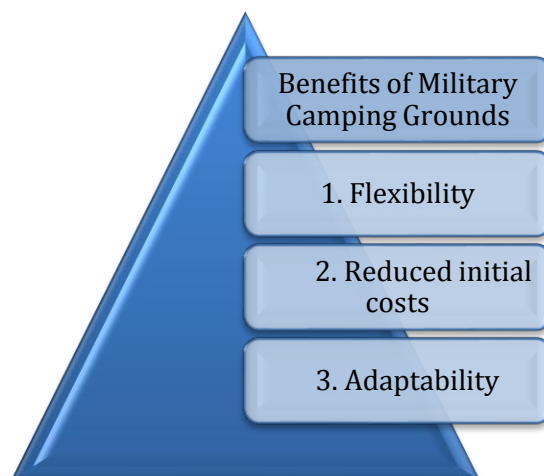 Benefits of Military
Camping Grounds
1. Flexibility
2. Reduced initial
costs
3. Adaptability